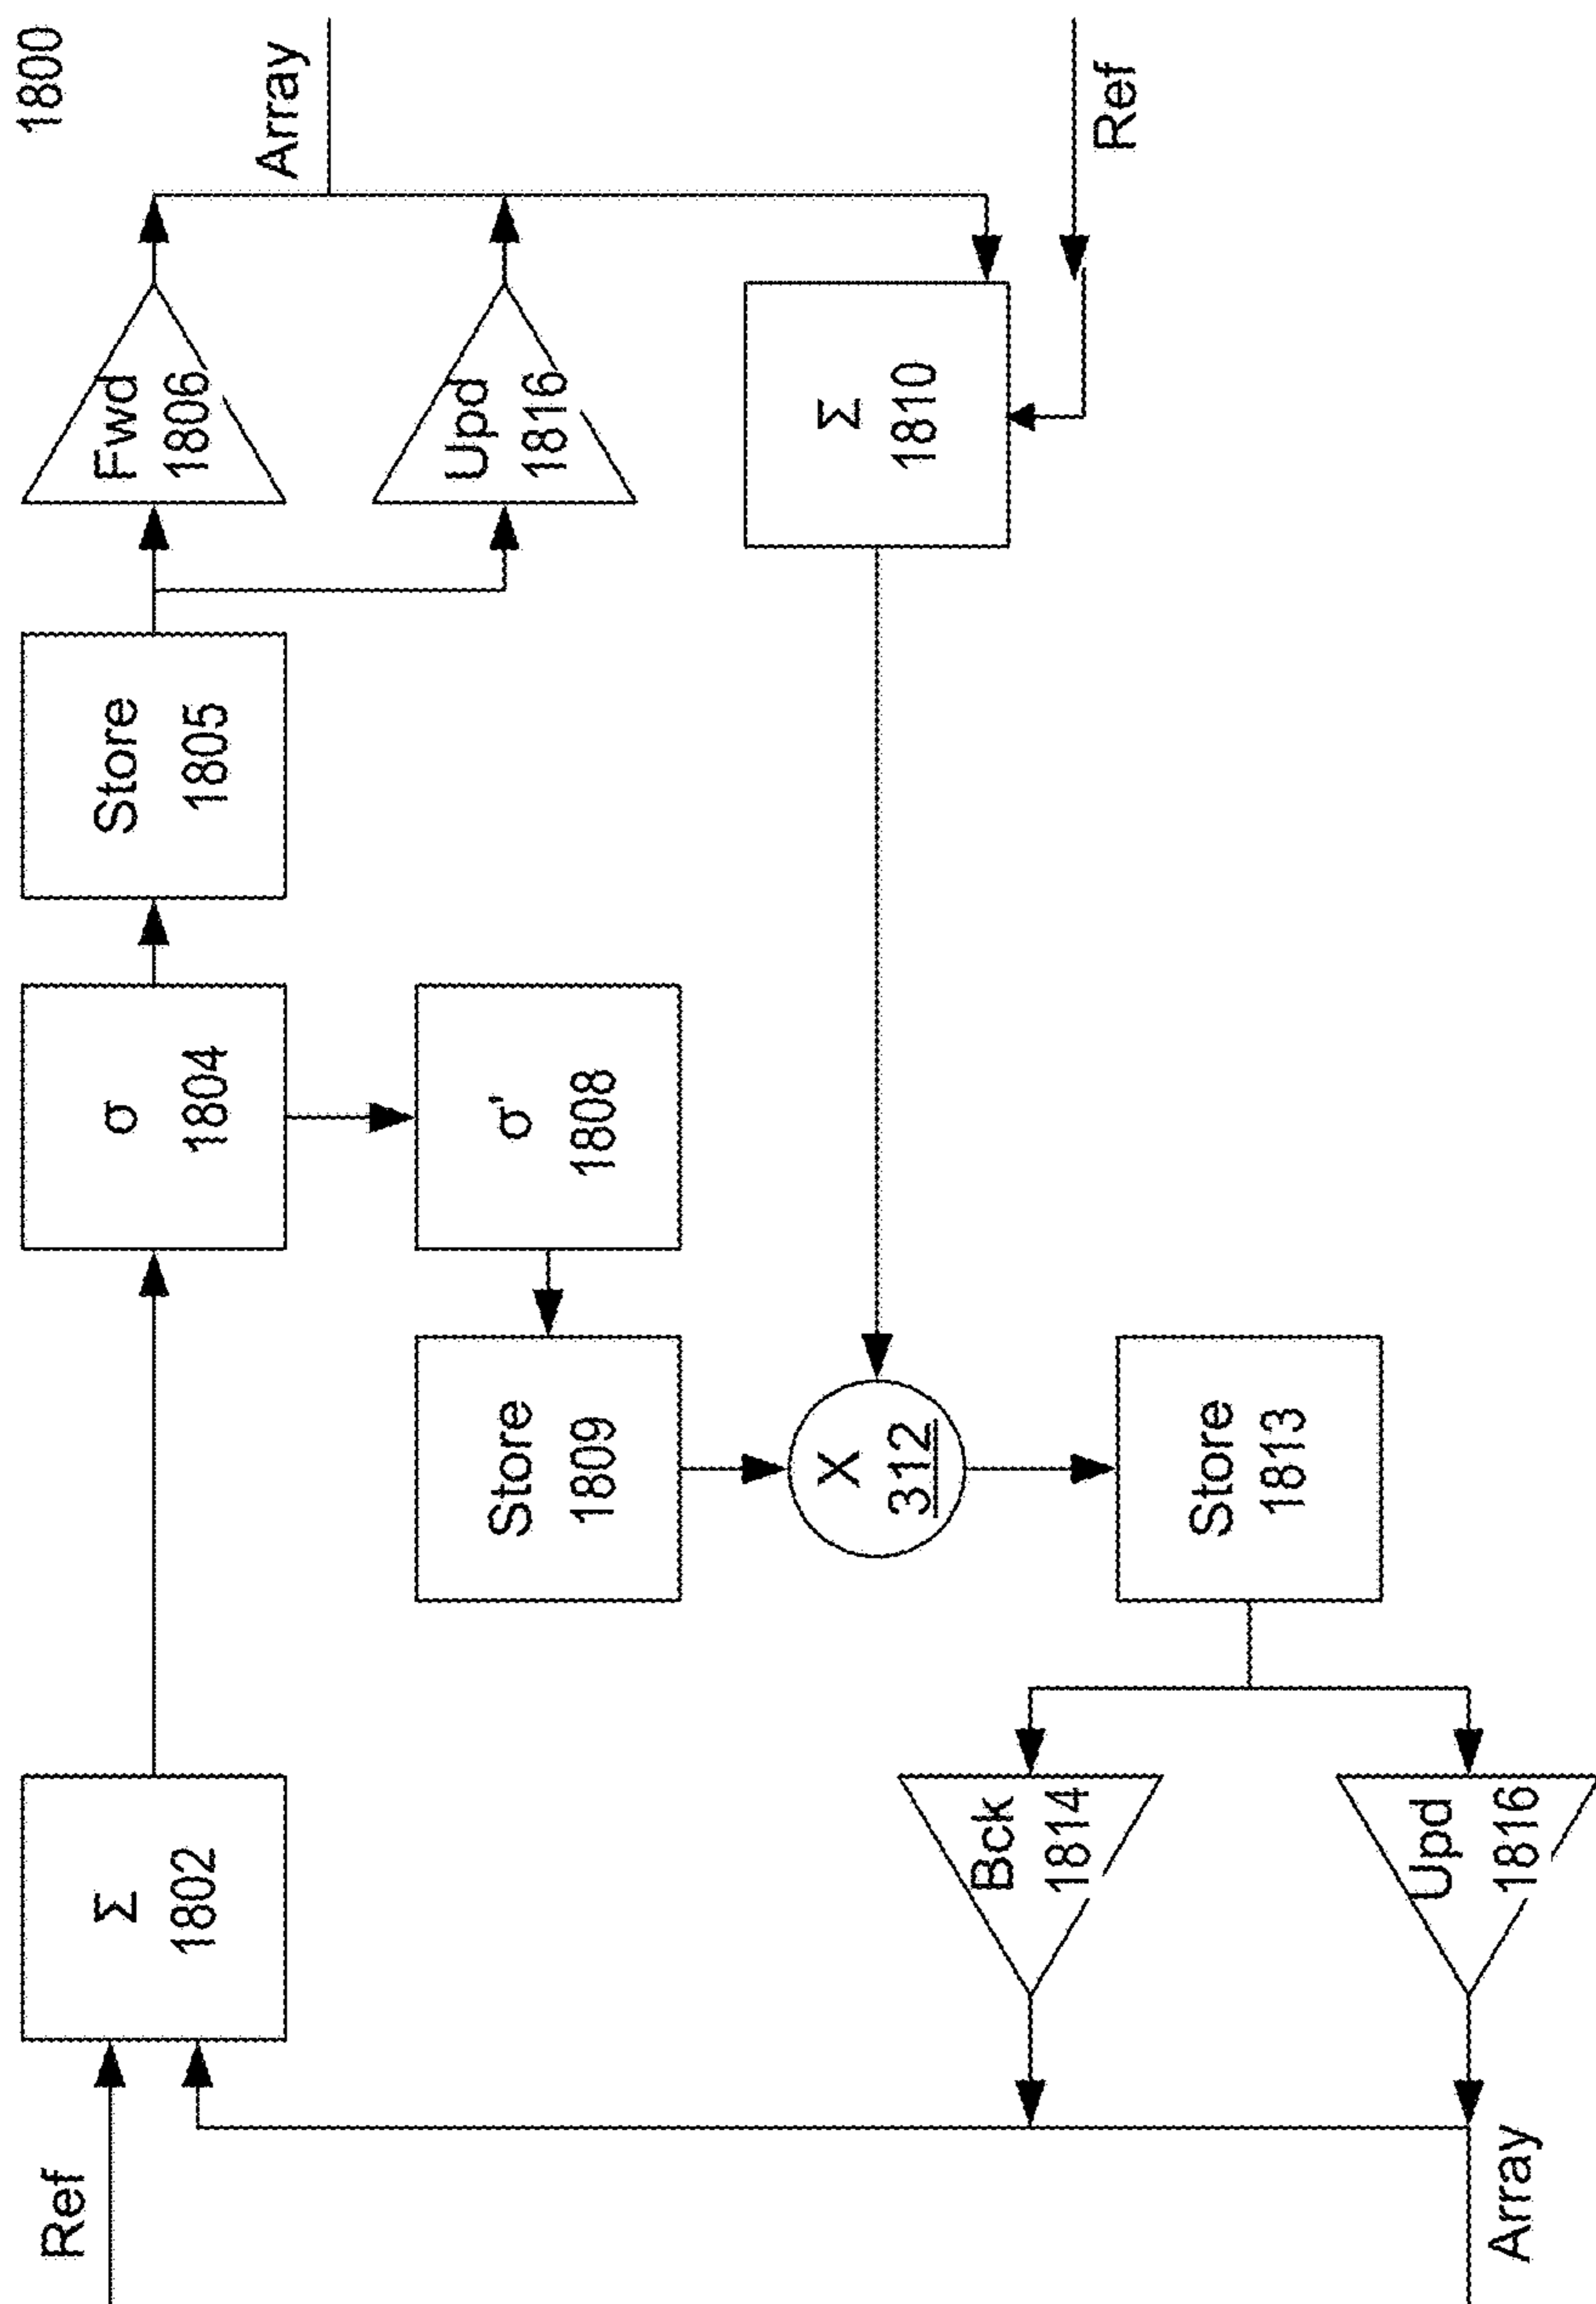 1800
Ref
Σ
1802
σ
1804
Store
1805
Fwd
1806
Array
Upd
1816
σ'
1808
Store
1809
Σ
1810
X
312
Ref
Bck
1814
Store
1813
Upd
1816
Array